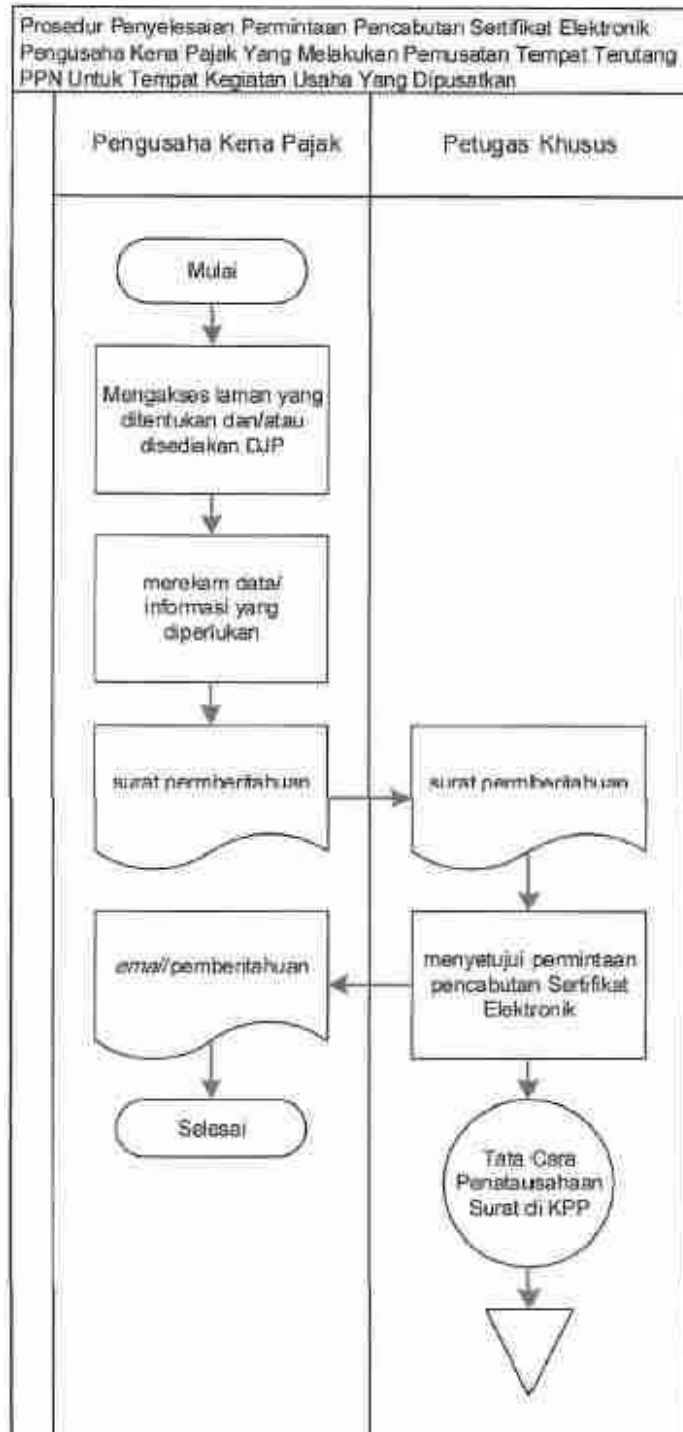 Prosedur Penyelesaian Permintaan Pencabutan Sertifikat Elektronik
Pengusaha Kena Pajak Yang Melakukan Pemusatan Tempat Terutang
PPN Untuk Tempat Kegiatan Usaha Yang Dipusatkan
Pengusaha Kena Pajak
Petugas Khusus
Mulai
Mengakses laman yang
ditentukan dan/atau
disediakan DJP
merekam data/
informasi yang
diperlukan
surat pemberitahuan
surat pemberitahuan
email pemberitahuan
menyetujui permintaan
pencabutan Sertifikat
Elektronik
Selesai
Tata Cara
Penatausahaan
Surat di KPP